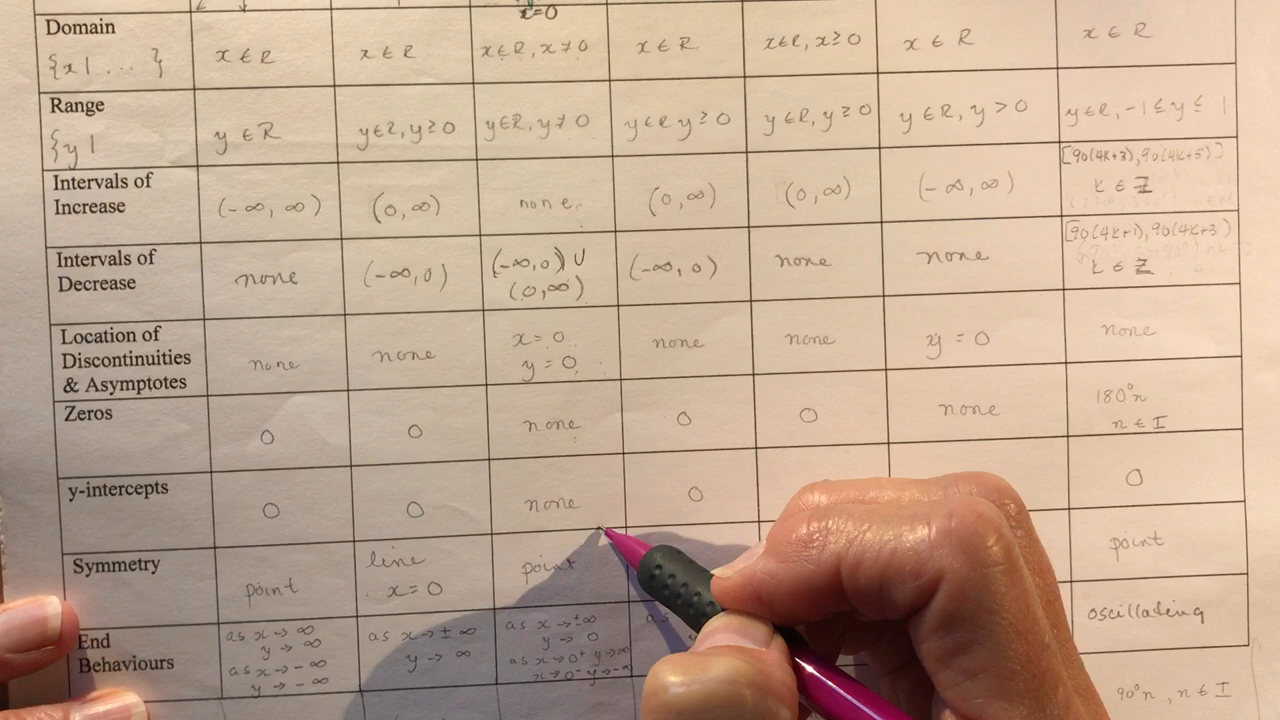 x=0
Domain
{x| ... }
x ∈ R
x ∈ R
x∈R, x≠0
x ∈ R
x∈R, x≥0
x ∈ R
x ∈ R
Range
{y |
y ∈ R
y∈R, y≥0
y∈R, y≠0
y∈R y≥0
y∈R, y≥0
y∈R, y>0
y∈R, -1≤y≤1
Intervals of
Increase
(-∞, ∞)
(0, ∞)
none
(0, ∞)
(0, ∞)
(-∞, ∞)
[90(4k+3), 90(4k+5)]
k ∈ Z
Intervals of
Decrease
none
(-∞, 0)
(-∞, 0) U
(0, ∞)
(-∞, 0)
none
none
[90(4k+1), 90(4k+3)
k ∈ Z
Location of
Discontinuities
& Asymptotes
none
none
x=0
y=0
none
none
y = 0
none
Zeros
0
0
none
0
0
none
180°n
n ∈ I
y-intercepts
0
0
none
0
0
Symmetry
point
line
x=0
point
point
End
Behaviours
as x→∞
y→∞
as x→-∞
y→-∞
as x→±∞
y→∞
as x→±∞
y→0
as x→0⁺ y→∞
x→0⁻ y→-∞
as
oscillating
90°n, n ∈ I